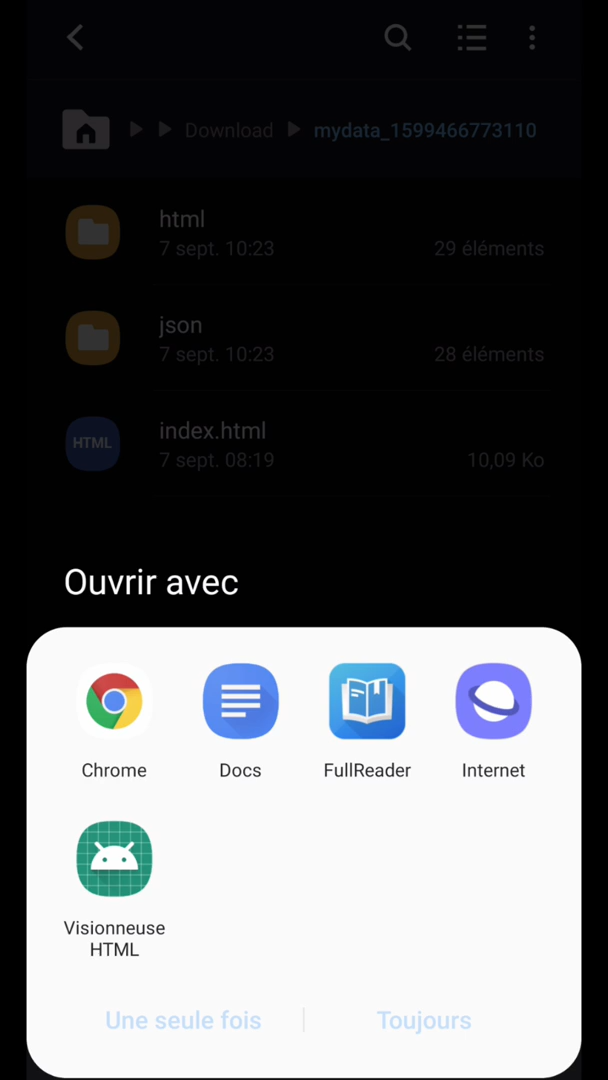 Download mydata_1599466773110
html
7 sept. 10:23 29 éléments
json
7 sept. 10:23 28 éléments
HTML
index.html
7 sept. 08:19 10,09 Ko
Ouvrir avec
Chrome Docs FullReader Internet
Visionneuse
HTML
Une seule fois Toujours